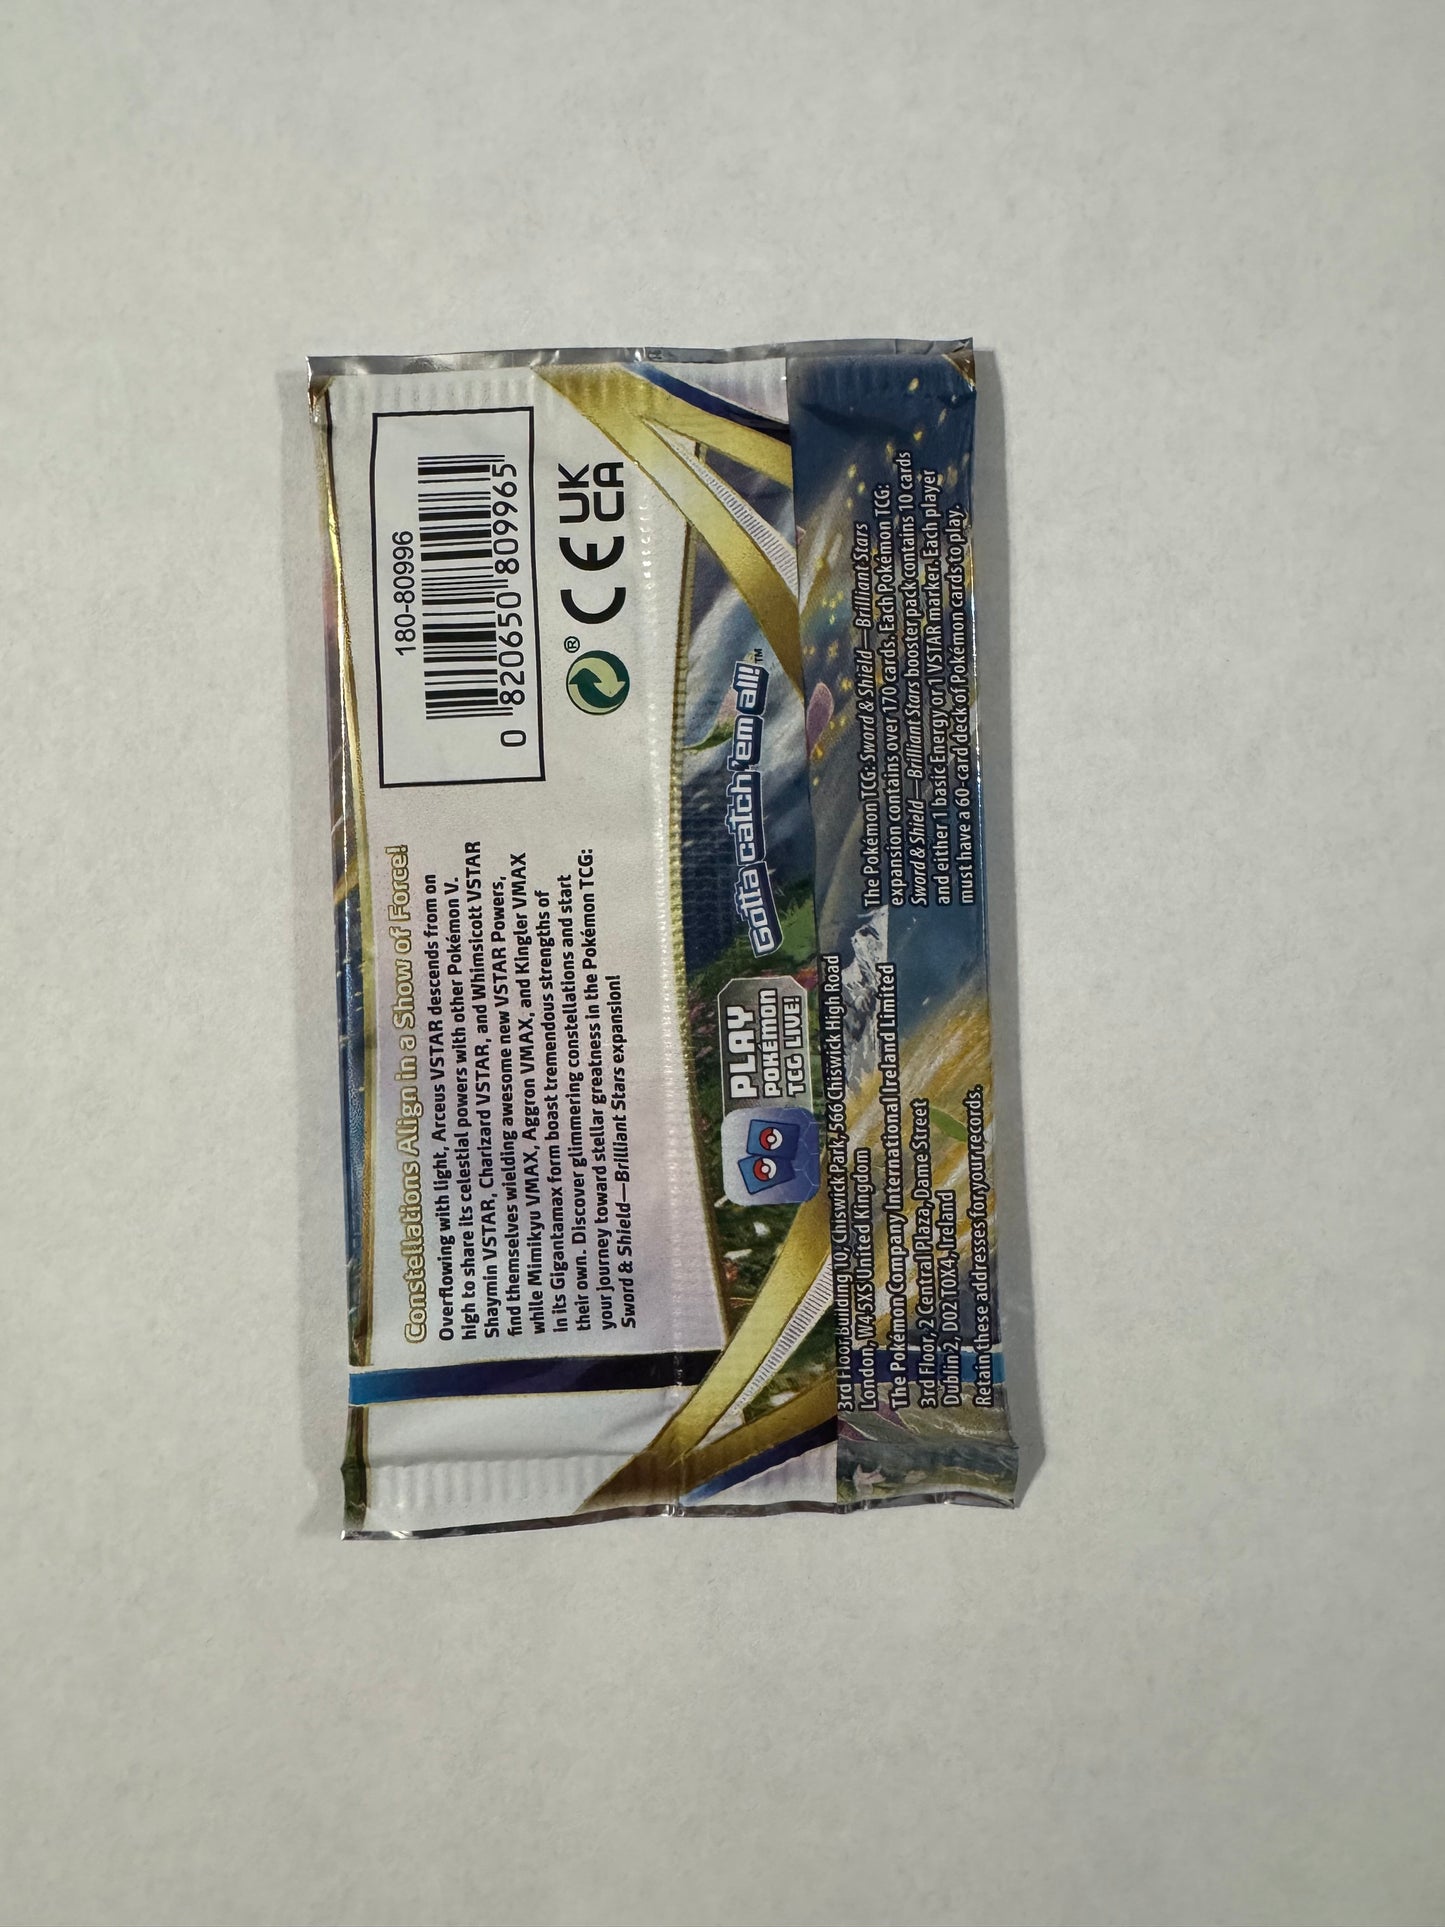 Constellations Align in a Show of Force!
Overflowing with light, Arceus VSTAR descends from on
high to share its celestial powers with other Pokémon V.
Shaymin VSTAR, Charizard VSTAR, and Whimsicott VSTAR
find themselves wielding awesome new VSTAR Powers,
while Mimikyu VMAX, Aggron VMAX, and Kingler VMAX
in its Gigantamax form boast tremendous strengths of
their own. Discover glimmering constellations and start
your journey toward stellar greatness in the Pokémon TCG:
Sword & Shield—Brilliant Stars expansion!
180-80996
0 820650 809965
®
CE
UK
CA
PLAY
POKÉMON
TCG LIVE!
Gotta catch 'em all!™
3rd Floor Building 10, Chiswick Park, 566 Chiswick High Road
London, W4 5XS United Kingdom
The Pokémon Company International Ireland Limited
3rd Floor, 2 Central Plaza, Dame Street
Dublin 2, D02 T0X4, Ireland
Retain these addresses for your records.
The Pokémon TCG: Sword & Shield—Brilliant Stars
expansion contains over 170 cards. Each Pokémon TCG:
Sword & Shield—Brilliant Stars booster pack contains 10 cards
and either 1 basic Energy or 1 VSTAR marker. Each player
must have a 60-card deck of Pokémon cards to play.